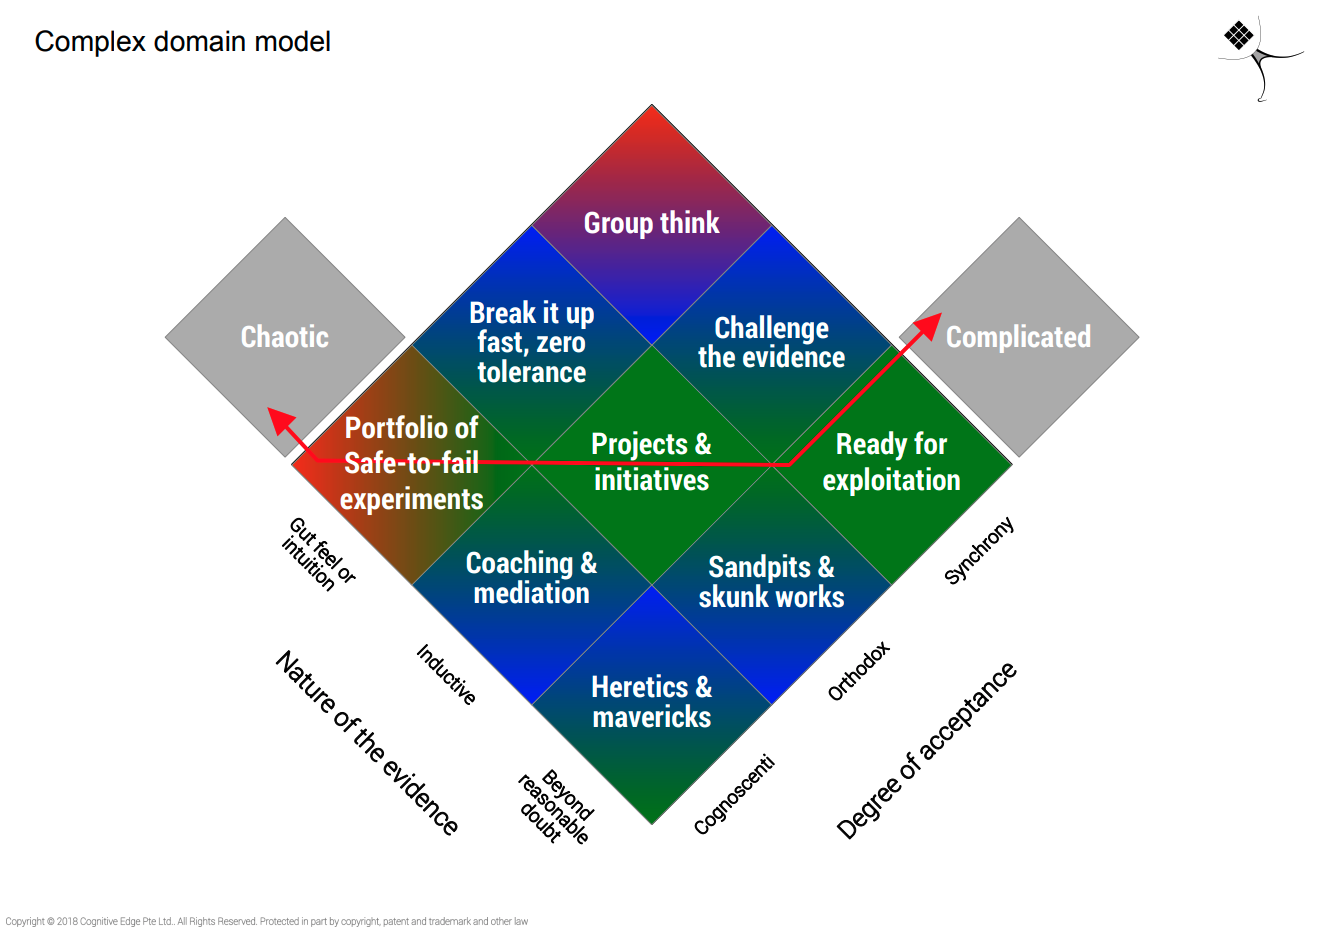 Complex domain model
Group think
Chaotic
Break it up
fast, zero
tolerance
Challenge
the evidence
Complicated
Portfolio of
Safe-to-fail
experiments
Projects &
initiatives
Ready for
exploitation
Coaching &
mediation
Sandpits &
skunk works
Heretics &
mavericks
Gut feel or
intuition
Inductive
Beyond
reasonable
doubt
Nature of the evidence
Synchrony
Orthodox
Cognoscenti
Degree of acceptance
Copyright © 2018 Cognitive Edge Pte Ltd.. All Rights Reserved. Protected in part by copyright, patent and trademark and other law